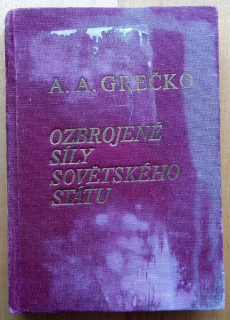 A. A. GREČKO
OZBROJENÉ
SÍLY
SOVĚTSKÉHO
STÁTU